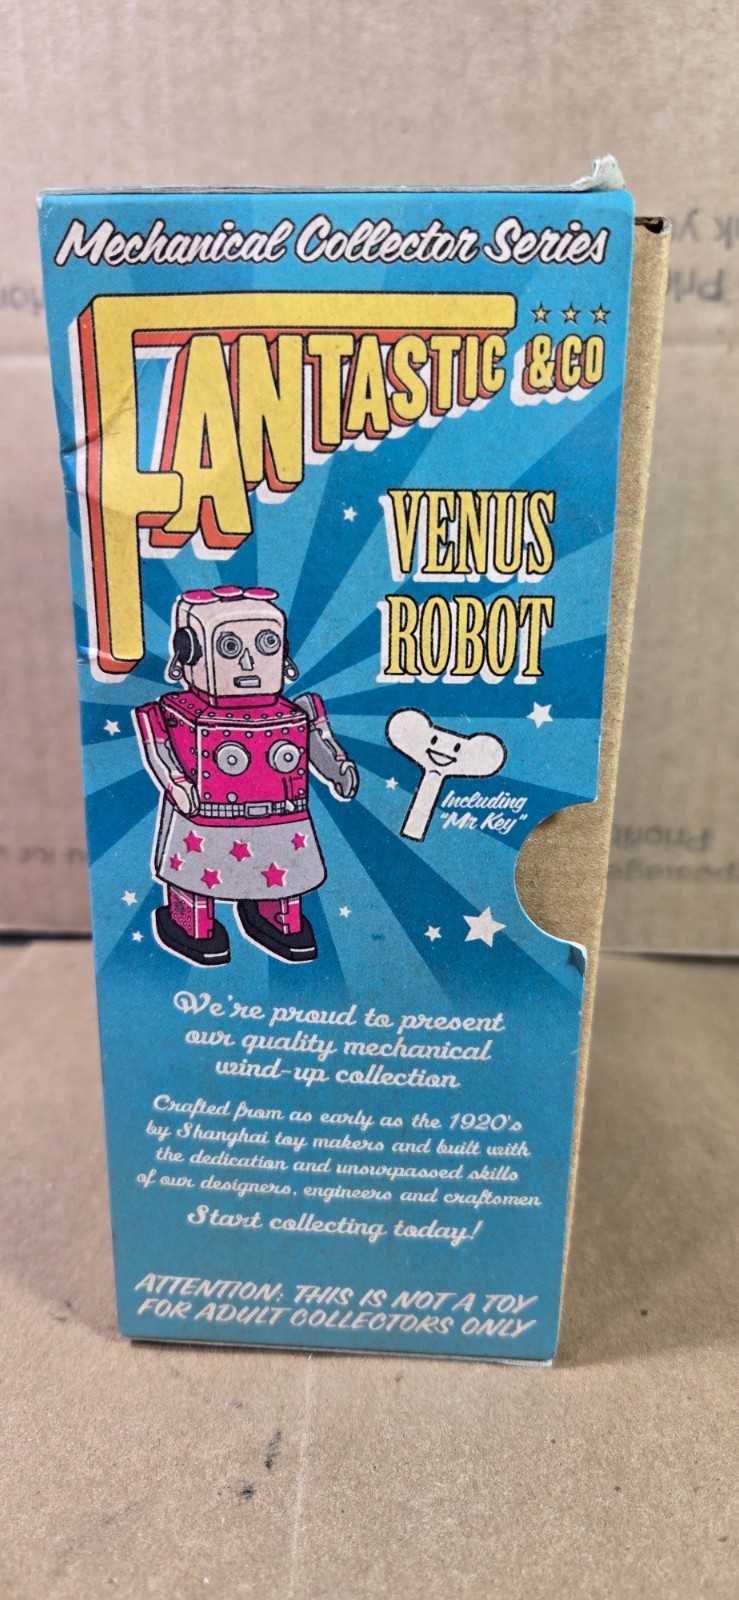 Mechanical Collector Series
FANTASTIC &CO
VENUS
ROBOT
Including
"Mr Key"
We're proud to present
our quality mechanical
wind-up collection
Crafted from as early as the 1920's
by Shanghai toy makers and built with
the dedication and unsurpassed skills
of our designers, engineers and craftsmen
Start collecting today!
ATTENTION: THIS IS NOT A TOY
FOR ADULT COLLECTORS ONLY